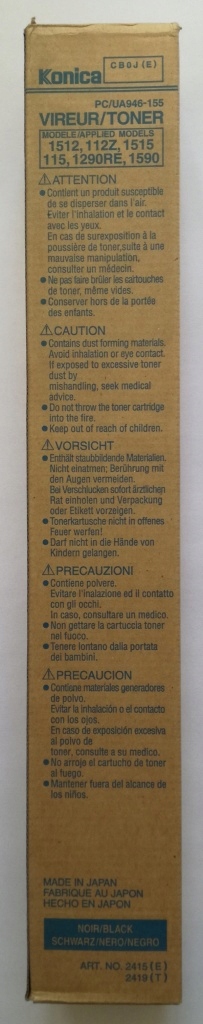 Konica
CB0J(E)
PC/UA946-155
VIREUR/TONER
MODELE/APPLIED MODELS
1512, 112Z, 1515
115, 1290RE, 1590
⚠ATTENTION
● Contient un produit susceptible
de se disperser dans l'air.
Eviter l'inhalation et le contact
avec les yeux.
En cas de surexposition à la
poussière de toner,suite à une
mauvaise manipulation,
consulter un médecin.
● Ne pas faire brûler les cartouches
de toner, même vides.
● Conserver hors de la portée
des enfants.
⚠CAUTION
● Contains dust forming materials.
Avoid inhalation or eye contact.
If exposed to excessive toner
dust by
mishandling, seek medical
advice.
● Do not throw the toner cartridge
into the fire.
● Keep out of reach of children.
⚠VORSICHT
● Enthält staubbildende Materialien.
Nicht einatmen; Berührung mit
den Augen vermeiden.
Bei Verschlucken sofort ärztlichen
Rat einholen und Verpackung
oder Etikett vorzeigen.
● Tonerkartusche nicht in offenes
Feuer werfen!
● Darf nicht in die Hände von
Kindern gelangen.
⚠PRECAUZIONI
● Contiene polvere.
Evitare l'inalazione ed il contatto
con gli occhi.
In caso, consultare un medico.
● Non gettare la cartuccia toner
nel fuoco.
● Tenere lontano dalla portata
dei bambini.
⚠PRECAUCION
● Contiene materiales generadores
de polvo.
Evitar la inhalación o el contacto
con los ojos.
En caso de exposición excesiva
al polvo de
toner, consulte a su medico.
● No arroje el cartucho de toner
al fuego.
● Mantener fuera del alcance de
los niños.
MADE IN JAPAN
FABRIQUE AU JAPON
HECHO EN JAPON
NOIR/BLACK
SCHWARZ/NERO/NEGRO
ART. NO. 2415(E)
2419(T)